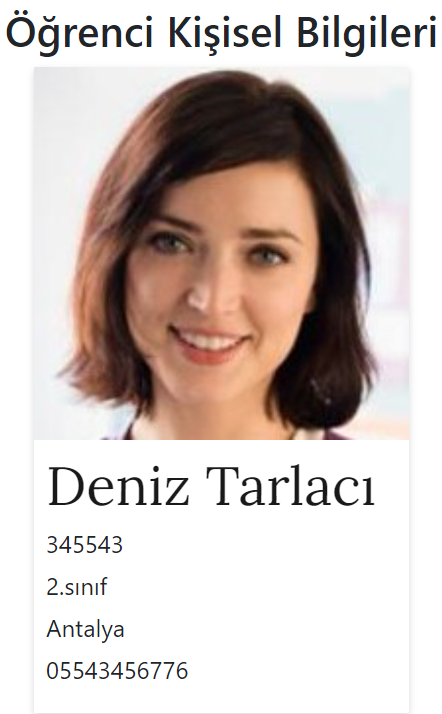 Öğrenci Kişisel Bilgileri
Deniz Tarlacı
345543
2.sınıf
Antalya
05543456776